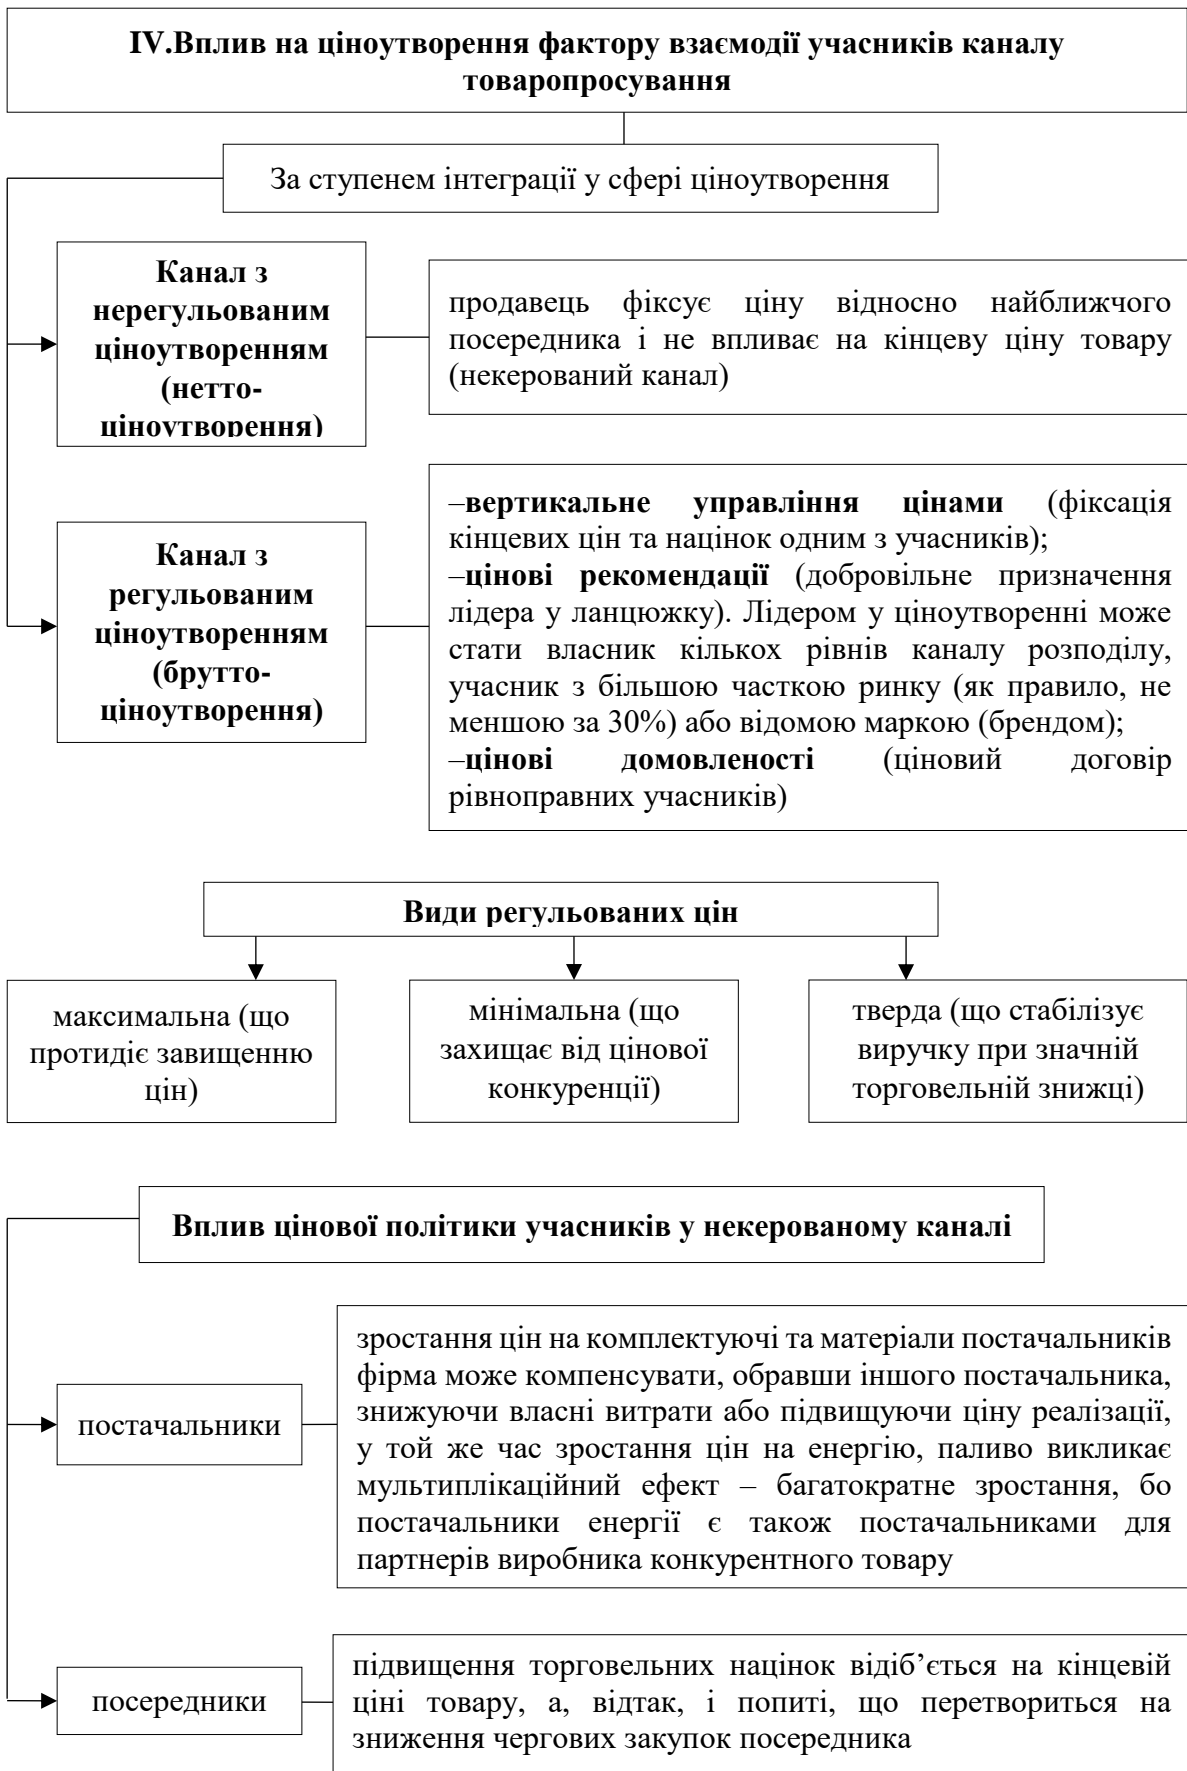 IV.Вплив на ціноутворення фактору взаємодії учасників каналу
товаропросування
За ступенем інтеграції у сфері ціноутворення
Канал з
нерегульованим
ціноутворенням
(нетто-
ціноутворення)
продавець фіксує ціну відносно найближчого
посередника і не впливає на кінцеву ціну товару
(некерований канал)
Канал з
регульованим
ціноутворенням
(брутто-
ціноутворення)
–вертикальне управління цінами (фіксація
кінцевих цін та націнок одним з учасників);
–цінові рекомендації (добровільне призначення
лідера у ланцюжку). Лідером у ціноутворенні може
стати власник кількох рівнів каналу розподілу,
учасник з більшою часткою ринку (як правило, не
меншою за 30%) або відомою маркою (брендом);
–цінові домовленості (ціновий договір
рівноправних учасників)
Види регульованих цін
максимальна (що
протидіє завищенню
цін)
мінімальна (що
захищає від цінової
конкуренції)
тверда (що стабілізує
виручку при значній
торговельній знижці)
Вплив цінової політики учасників у некерованому каналі
постачальники
зростання цін на комплектуючі та матеріали постачальників
фірма може компенсувати, обравши іншого постачальника,
знижуючи власні витрати або підвищуючи ціну реалізації,
у той же час зростання цін на енергію, паливо викликає
мультиплікаційний ефект – багатократне зростання, бо
постачальники енергії є також постачальниками для
партнерів виробника конкурентного товару
посередники
підвищення торговельних націнок відіб’ється на кінцевій
ціні товару, а, відтак, і попиті, що перетвориться на
зниження чергових закупок посередника